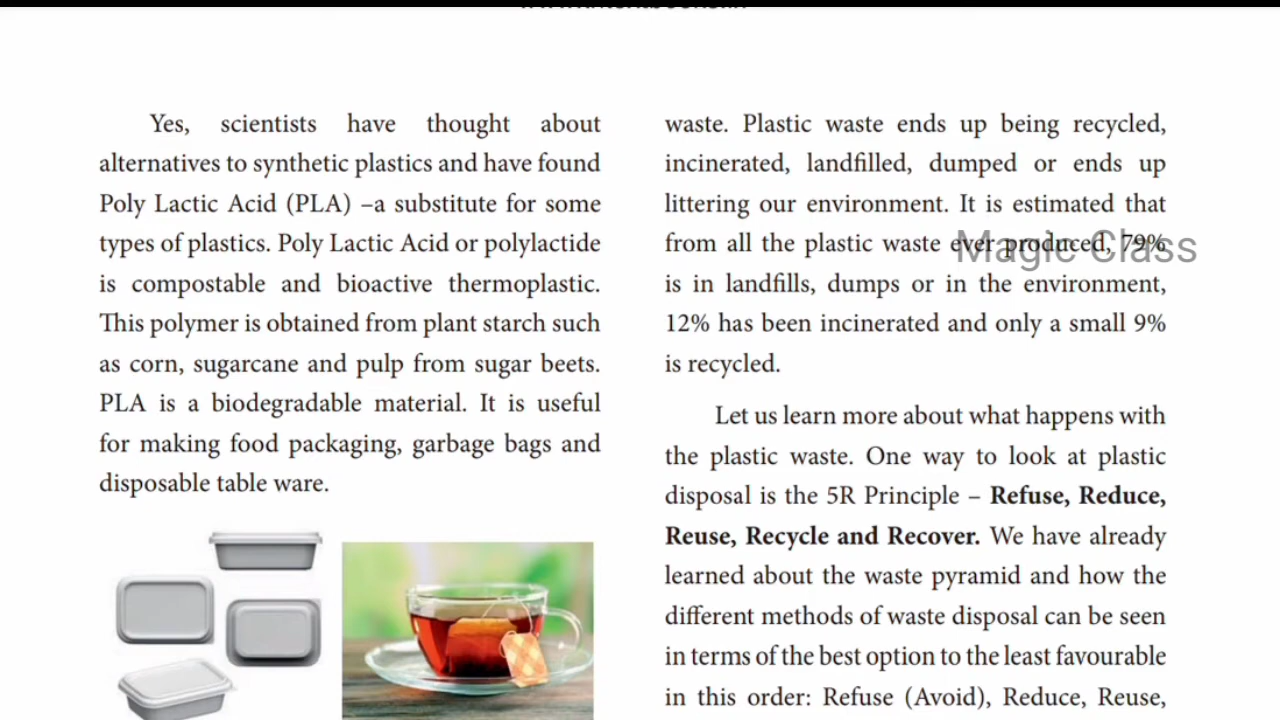 Yes, scientists have thought about
alternatives to synthetic plastics and have found
Poly Lactic Acid (PLA) –a substitute for some
types of plastics. Poly Lactic Acid or polylactide
is compostable and bioactive thermoplastic.
This polymer is obtained from plant starch such
as corn, sugarcane and pulp from sugar beets.
PLA is a biodegradable material. It is useful
for making food packaging, garbage bags and
disposable table ware.
waste. Plastic waste ends up being recycled,
incinerated, landfilled, dumped or ends up
littering our environment. It is estimated that
from all the plastic waste ever produced, 79%
is in landfills, dumps or in the environment,
12% has been incinerated and only a small 9%
is recycled.
Let us learn more about what happens with
the plastic waste. One way to look at plastic
disposal is the 5R Principle – Refuse, Reduce,
Reuse, Recycle and Recover. We have already
learned about the waste pyramid and how the
different methods of waste disposal can be seen
in terms of the best option to the least favourable
in this order: Refuse (Avoid), Reduce, Reuse,
Magic Class